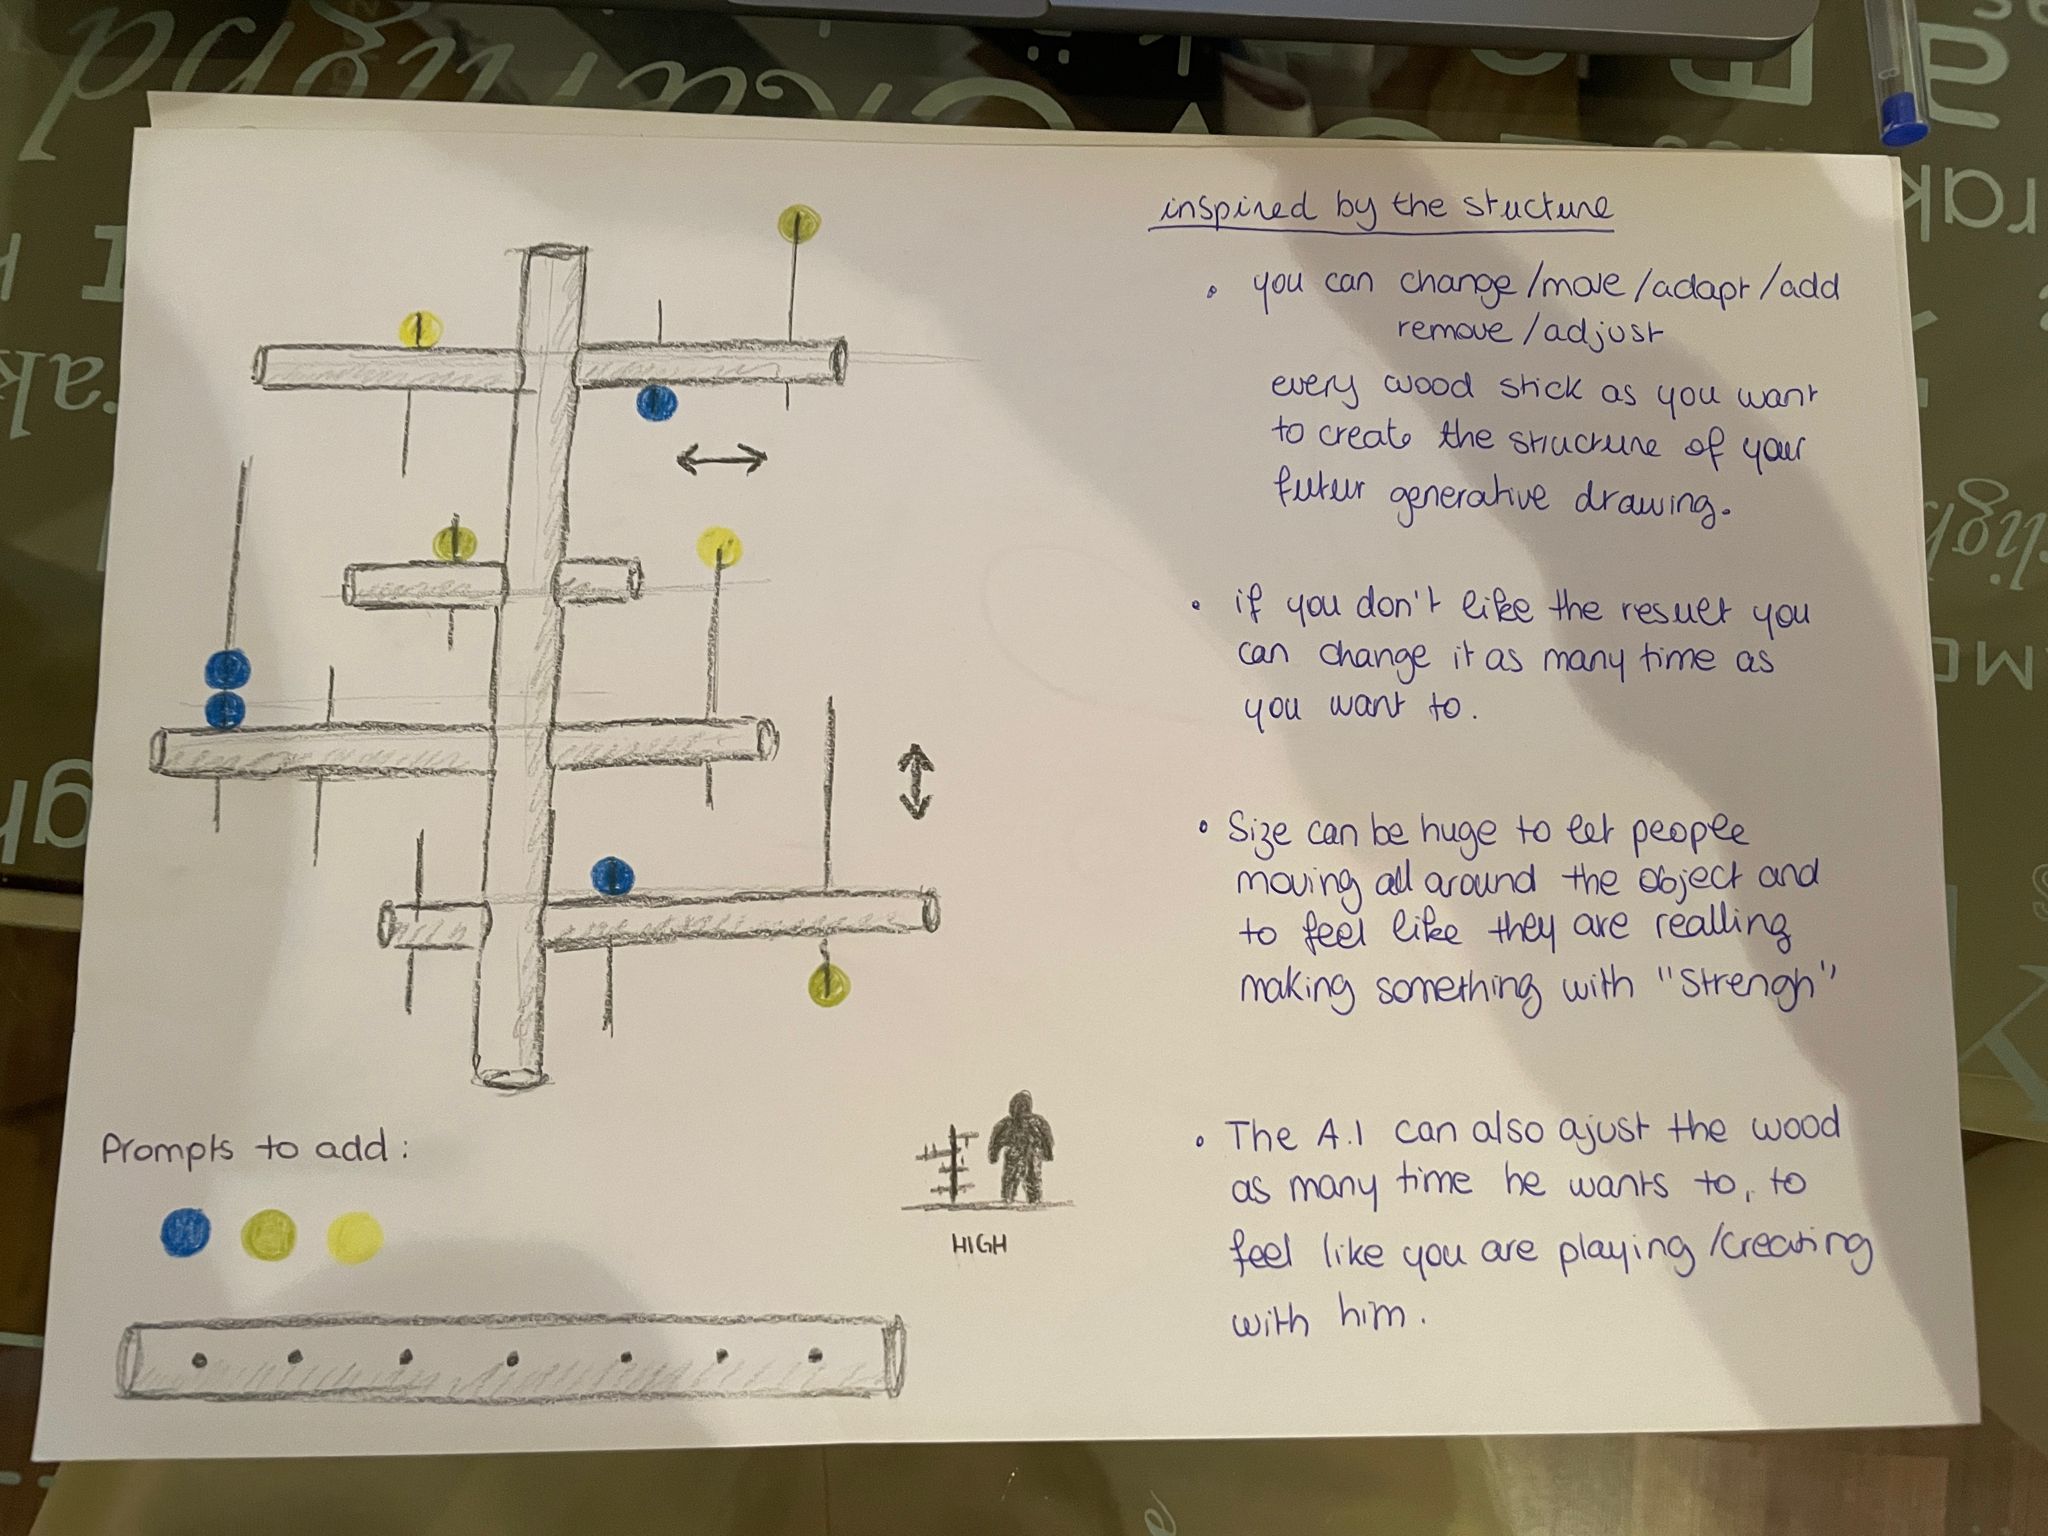 inspired by the stucture
• you can change/move/adapt/add
remove/adjust
every wood stick as you want
to create the structure of your
futur generative drawing.
• if you don't like the result you
can change it as many time as
you want to.
• Size can be huge to let people
moving all around the object and
to feel like they are realling
making something with "Strengh"
• The A.I can also ajust the wood
as many time he wants to, to
feel like you are playing/creating
with him.
Prompts to add:
HIGH